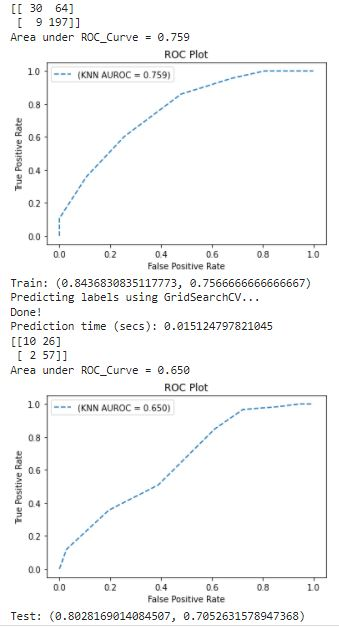 [[ 30  64]
 [  9 197]]
Area under ROC_Curve = 0.759
ROC Plot
(KNN AUROC = 0.759)
1.0
0.8
0.6
0.4
0.2
0.0
True Positive Rate
0.0 0.2 0.4 0.6 0.8 1.0
False Positive Rate
Train: (0.8436830835117773, 0.7566666666666667)
Predicting labels using GridSearchCV...
Done!
Prediction time (secs): 0.015124797821045
[[10 26]
 [ 2 57]]
Area under ROC_Curve = 0.650
ROC Plot
(KNN AUROC = 0.650)
1.0
0.8
0.6
0.4
0.2
0.0
True Positive Rate
0.0 0.2 0.4 0.6 0.8 1.0
False Positive Rate
Test: (0.8028169014084507, 0.7052631578947368)